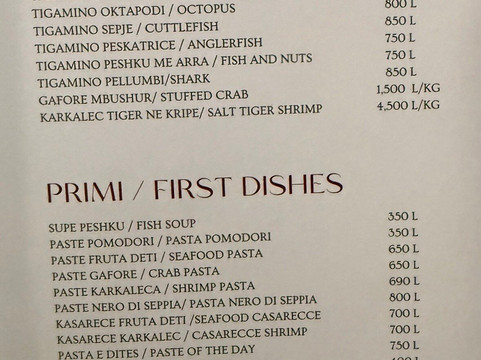 TIGAMINO OKTAPODI / OCTOPUS 800 L
TIGAMINO SEPJE / CUTTLEFISH 850 L
TIGAMINO PESKATRICE / ANGLERFISH 750 L
TIGAMINO PESHKU ME ARRA / FISH AND NUTS 750 L
TIGAMINO PELLUMBI/SHARK 850 L
GAFORE MBUSHUR/ STUFFED CRAB 1,500 L/KG
KARKALEC TIGER NE KRIPE/ SALT TIGER SHRIMP 4,500 L/KG
PRIMI / FIRST DISHES
SUPE PESHKU / FISH SOUP 350 L
PASTE POMODORI / PASTA POMODORI 350 L
PASTE FRUTA DETI / SEAFOOD PASTA 650 L
PASTE GAFORE / CRAB PASTA 650 L
PASTE KARKALECA / SHRIMP PASTA 690 L
PASTE NERO DI SEPPIA/ PASTA NERO DI SEPPIA 800 L
KASARECE FRUTA DETI /SEAFOOD CASARECCE 700 L
KASARECE KARKALEC / CASARECCE SHRIMP 700 L
PASTA E DITES / PASTE OF THE DAY 750 L